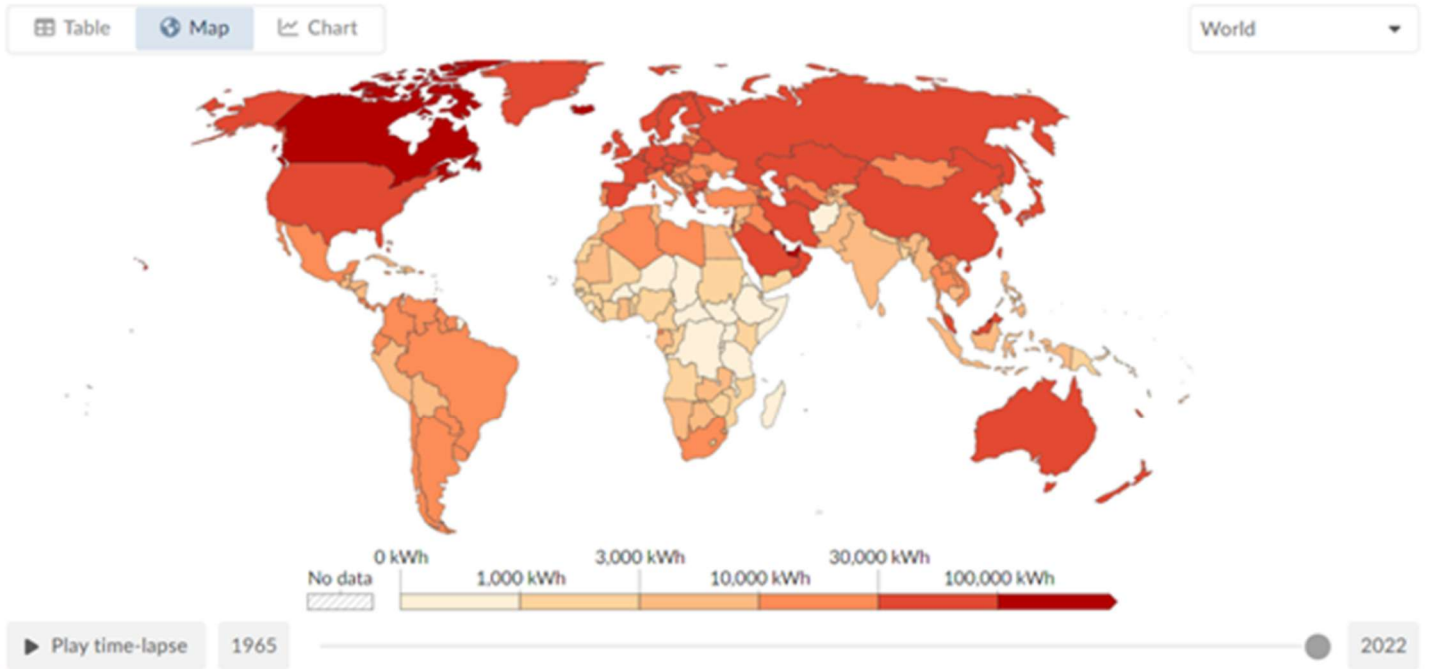 Table Map Chart World
0 kWh 3,000 kWh 30,000 kWh
No data 1,000 kWh 10,000 kWh 100,000 kWh
Play time-lapse 1965 2022